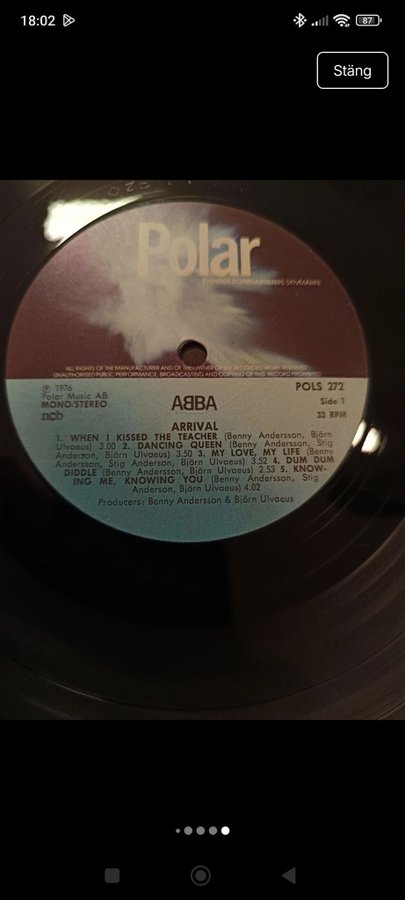 18:02
87
Stäng
Polar
SVENSKA STJÄRNARTISTERS SKIVMÄRKE
ALL RIGHTS OF THE MANUFACTURER AND OF THE OWNER OF THE RECORDED WORK RESERVED
UNAUTHORISED PUBLIC PERFORMANCE, BROADCASTING AND COPYING OF THIS RECORD PROHIBITED
℗ 1976
Polar Music AB
MONO/STEREO
ncb
ABBA
POLS 272
Side 1
33 RPM
ARRIVAL
1. WHEN I KISSED THE TEACHER (Benny Andersson, Björn
Ulvaeus) 3.00 2. DANCING QUEEN (Benny Andersson, Stig
Anderson, Björn Ulvaeus) 3.50 3. MY LOVE, MY LIFE (Benny
Andersson, Stig Anderson, Björn Ulvaeus) 3.52 4. DUM DUM
DIDDLE (Benny Andersson, Björn Ulvaeus) 2.53 5. KNOW-
ING ME, KNOWING YOU (Benny Andersson, Stig
Anderson, Björn Ulvaeus) 4.02
Producers: Benny Andersson & Björn Ulvaeus